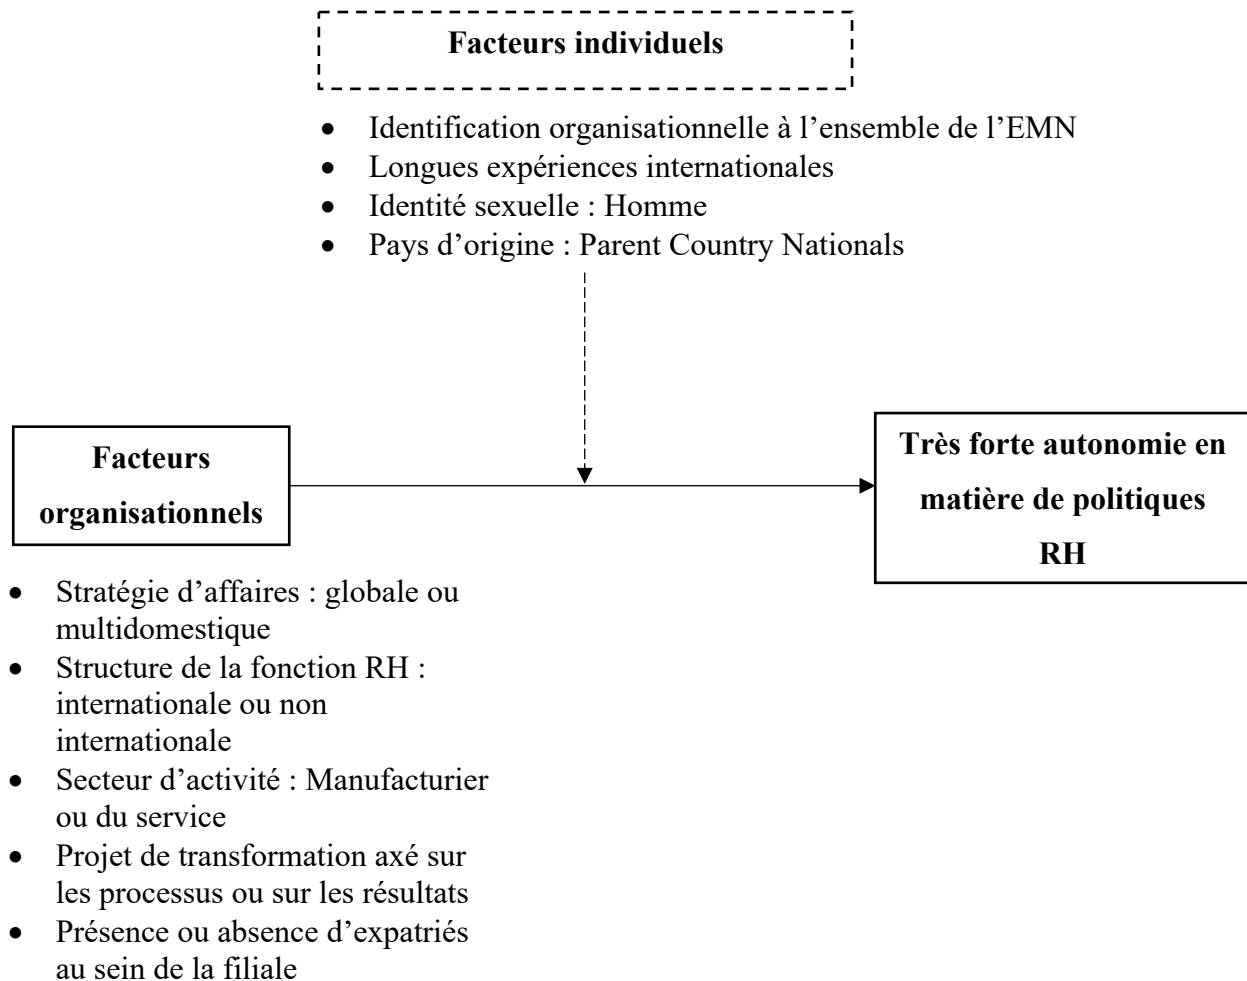 Facteurs individuels
• Identification organisationnelle à l’ensemble de l’EMN
• Longues expériences internationales
• Identité sexuelle : Homme
• Pays d’origine : Parent Country Nationals
Facteurs
organisationnels
Très forte autonomie en
matière de politiques
RH
• Stratégie d’affaires : globale ou
multidomestique
• Structure de la fonction RH :
internationale ou non
internationale
• Secteur d’activité : Manufacturier
ou du service
• Projet de transformation axé sur
les processus ou sur les résultats
• Présence ou absence d’expatriés
au sein de la filiale